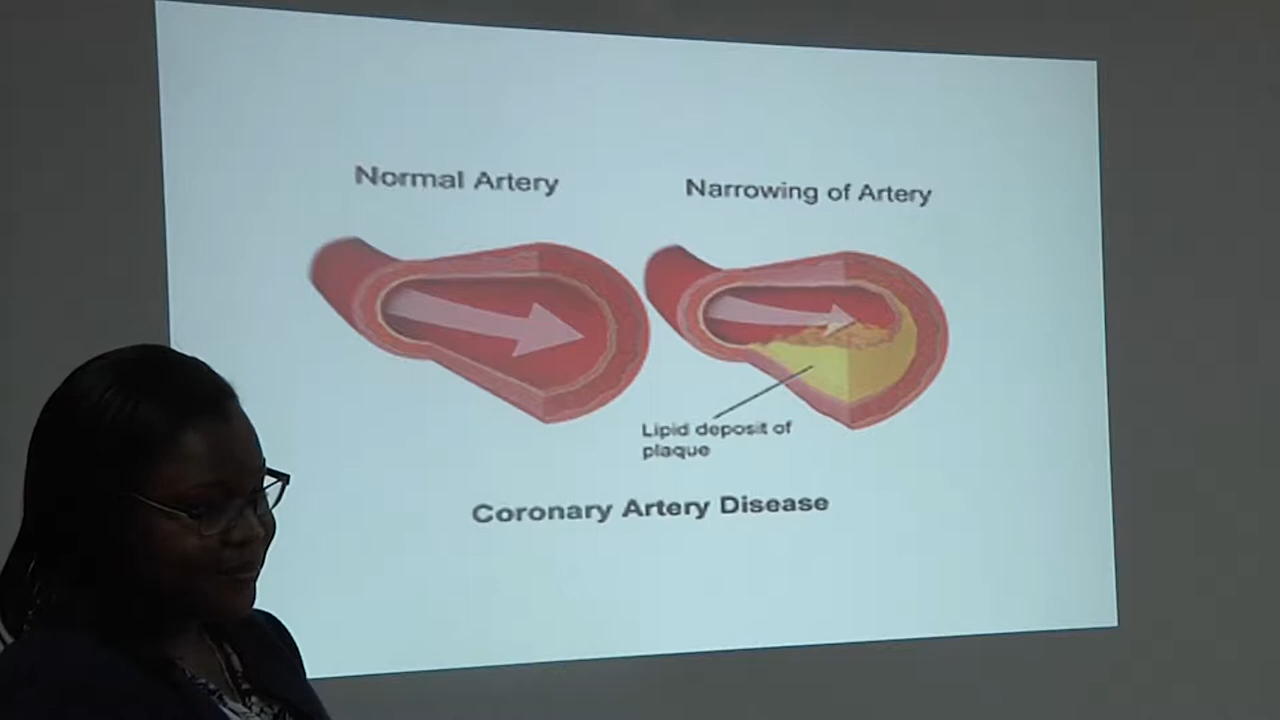 Normal Artery
Narrowing of Artery
Lipid deposit of
plaque
Coronary Artery Disease